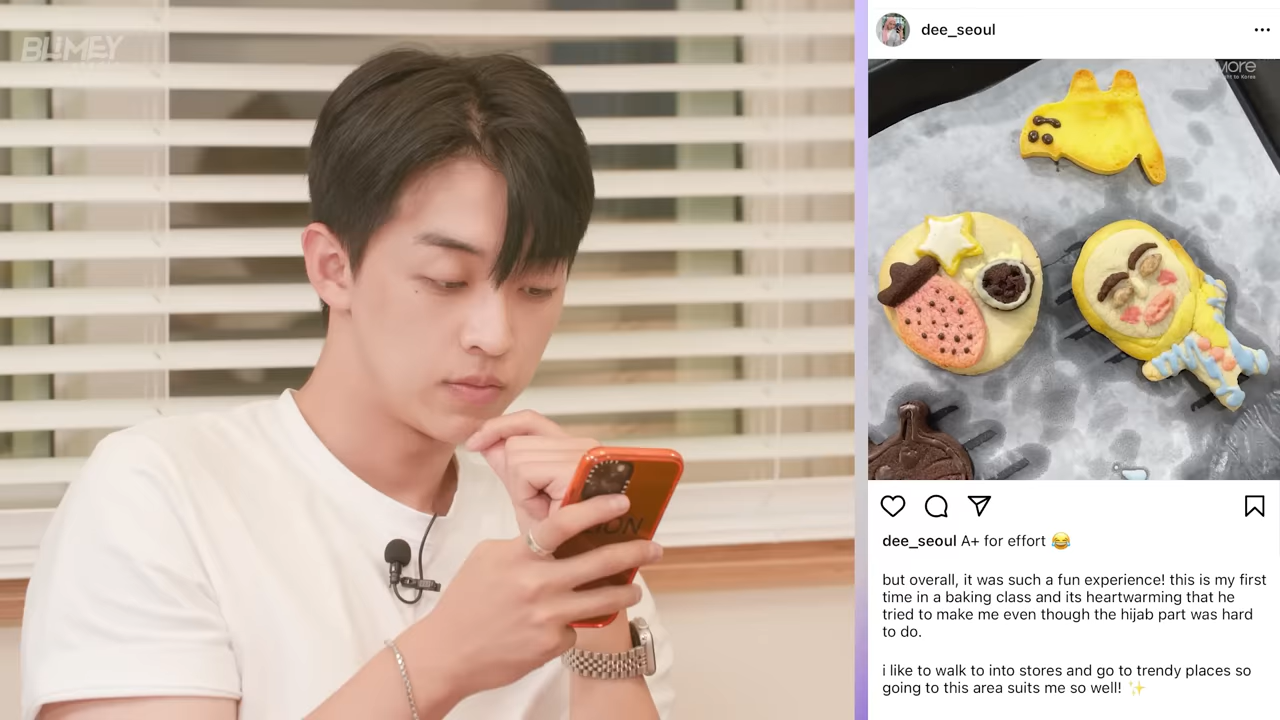 BLIMEY
dee_seoul
dee_seoul A+ for effort 😂
but overall, it was such a fun experience! this is my first
time in a baking class and its heartwarming that he
tried to make me even though the hijab part was hard
to do.
i like to walk to into stores and go to trendy places so
going to this area suits me so well! ✨